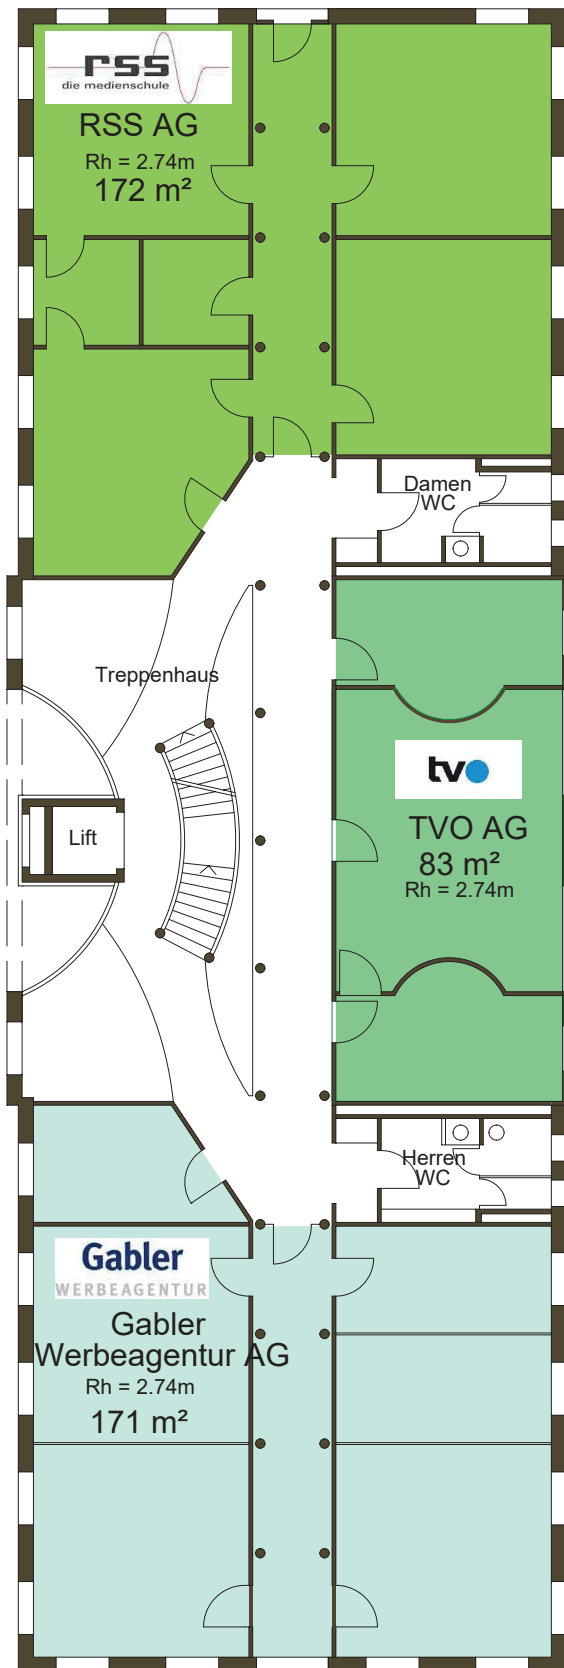 rss
die medienschule
RSS AG
Rh = 2.74m
172 m²
Damen
WC
Treppenhaus
Lift
tvo
TVO AG
83 m²
Rh = 2.74m
Herren
WC
Gabler
WERBEAGENTUR
Gabler
Werbeagentur AG
Rh = 2.74m
171 m²